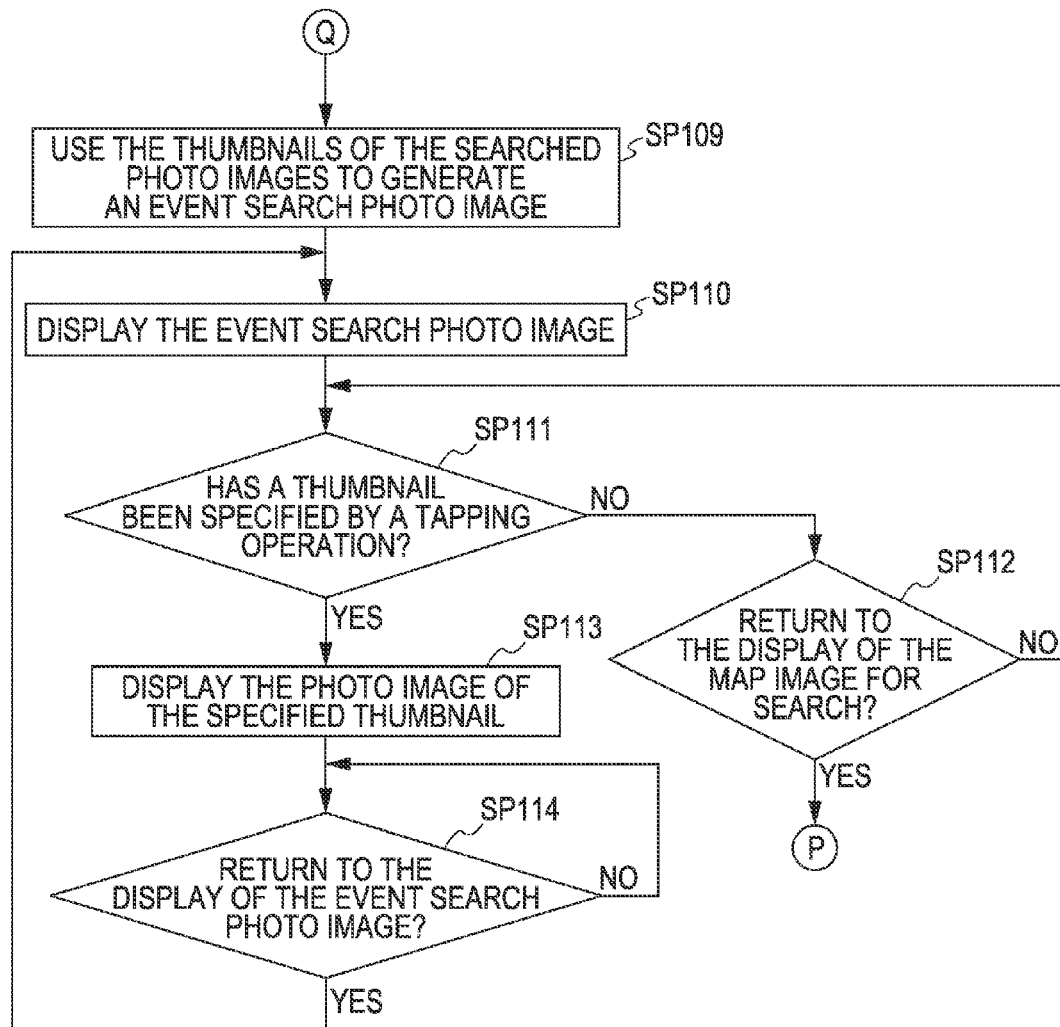 Q
SP109
USE THE THUMBNAILS OF THE SEARCHED
PHOTO IMAGES TO GENERATE
AN EVENT SEARCH PHOTO IMAGE
SP110
DISPLAY THE EVENT SEARCH PHOTO IMAGE
SP111
HAS A THUMBNAIL
BEEN SPECIFIED BY A TAPPING
OPERATION?
NO
YES
SP112
RETURN TO
THE DISPLAY OF THE
MAP IMAGE FOR
SEARCH?
NO
YES
P
SP113
DISPLAY THE PHOTO IMAGE OF
THE SPECIFIED THUMBNAIL
SP114
RETURN TO THE
DISPLAY OF THE EVENT SEARCH
PHOTO IMAGE?
NO
YES